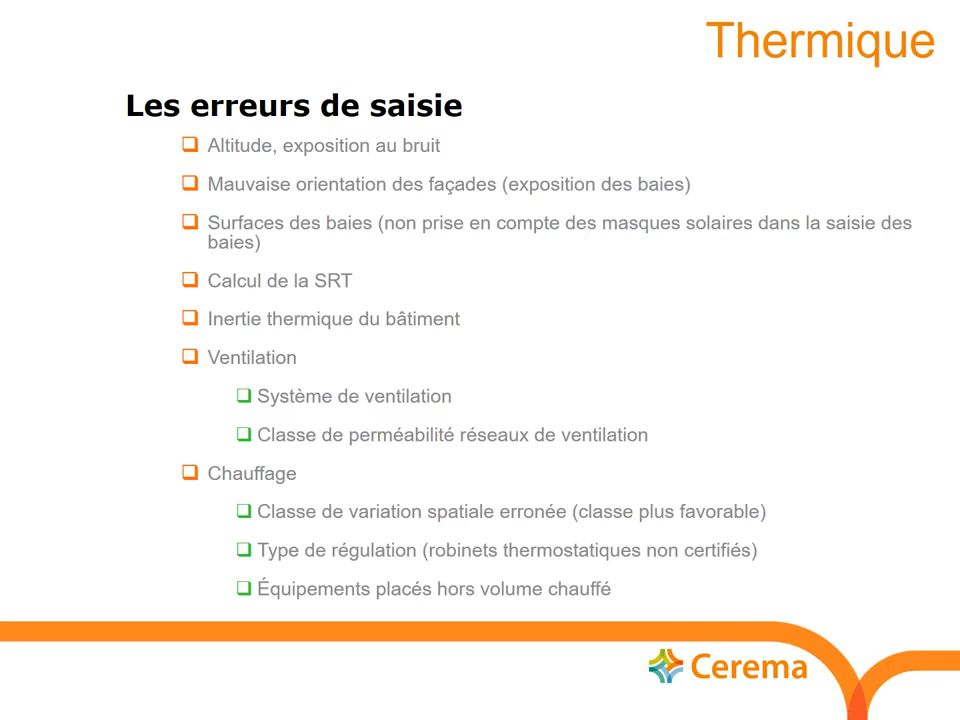 Thermique
Les erreurs de saisie
Altitude, exposition au bruit
Mauvaise orientation des façades (exposition des baies)
Surfaces des baies (non prise en compte des masques solaires dans la saisie des
baies)
Calcul de la SRT
Inertie thermique du bâtiment
Ventilation
Système de ventilation
Classe de perméabilité réseaux de ventilation
Chauffage
Classe de variation spatiale erronée (classe plus favorable)
Type de régulation (robinets thermostatiques non certifiés)
Équipements placés hors volume chauffé
Cerema